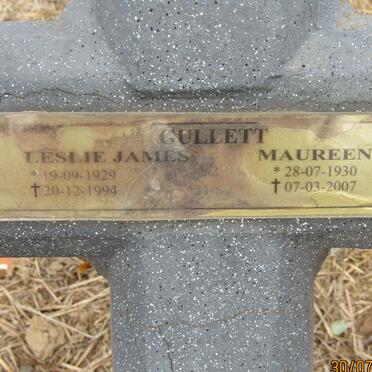 GULLETT
LESLIE JAMES MAUREEN
* 19-09-1929 * 28-07-1930
† 20-12-1994 † 07-03-2007
30/07